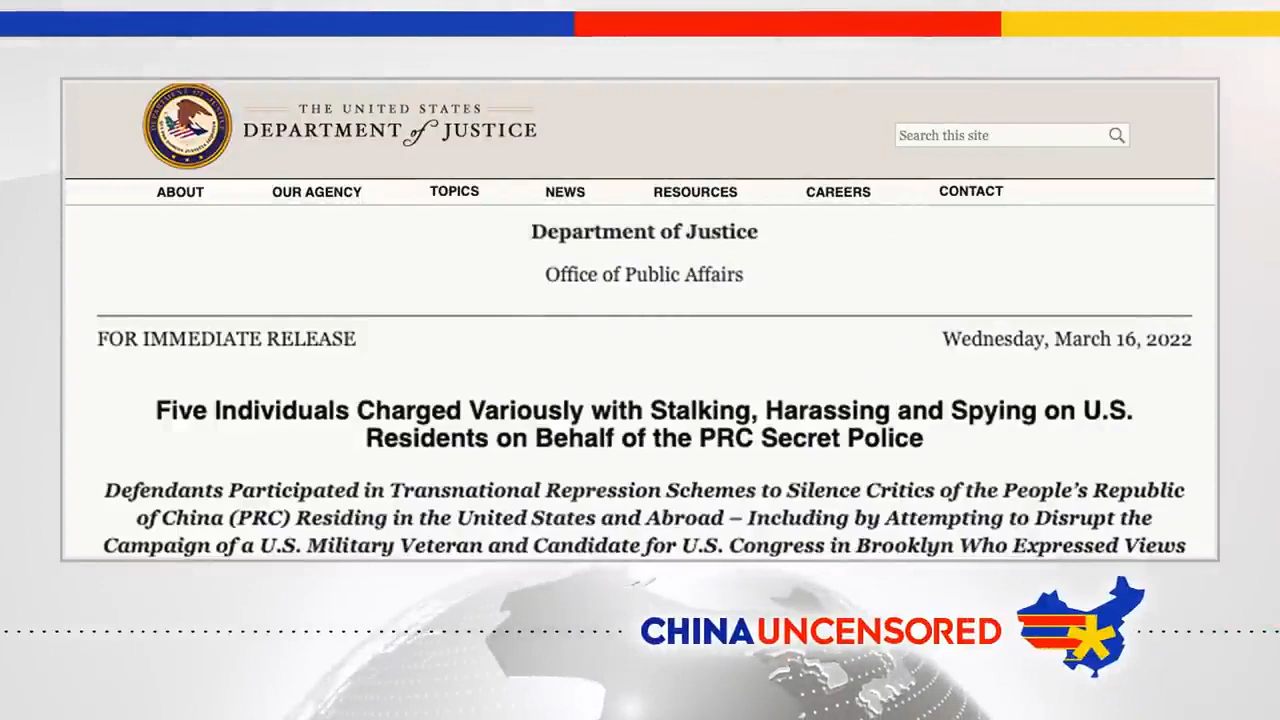 THE UNITED STATES
DEPARTMENT of JUSTICE
Search this site
ABOUT OUR AGENCY TOPICS NEWS RESOURCES CAREERS CONTACT
Department of Justice
Office of Public Affairs
FOR IMMEDIATE RELEASE Wednesday, March 16, 2022
Five Individuals Charged Variously with Stalking, Harassing and Spying on U.S.
Residents on Behalf of the PRC Secret Police
Defendants Participated in Transnational Repression Schemes to Silence Critics of the People’s Republic
of China (PRC) Residing in the United States and Abroad – Including by Attempting to Disrupt the
Campaign of a U.S. Military Veteran and Candidate for U.S. Congress in Brooklyn Who Expressed Views
CHINA UNCENSORED